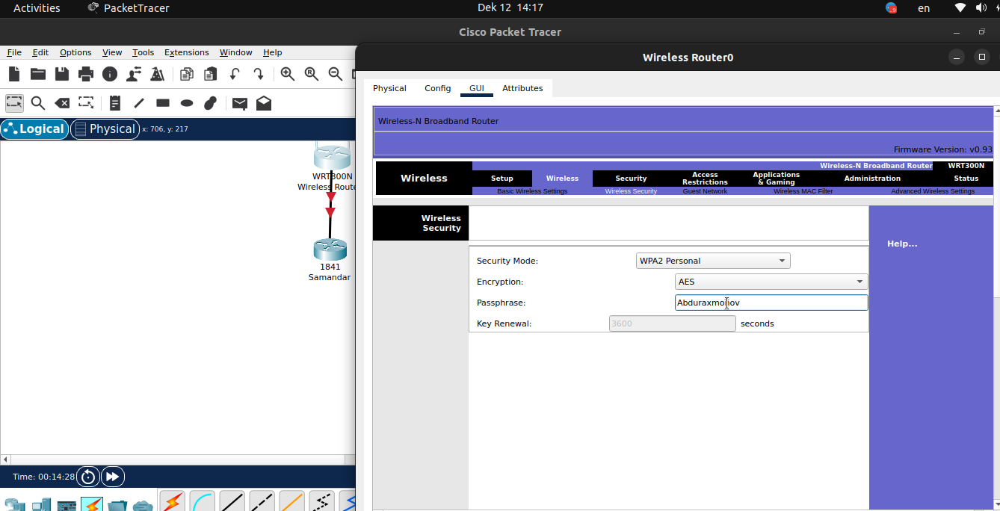 Activities PacketTracer Dek 12 14:17 en
Cisco Packet Tracer
File Edit Options View Tools Extensions Window Help
Wireless Router0
Physical Config GUI Attributes
Logical Physical x: 706, y: 217
WRT300N
Wireless Route
1841
Samandar
Time: 00:14:28
Wireless-N Broadband Router
Firmware Version: v0.93
Wireless-N Broadband Router WRT300N
Wireless Setup Wireless Security Access Restrictions Applications & Gaming Administration Status
Basic Wireless Settings Wireless Security Guest Network Wireless MAC Filter Advanced Wireless Settings
Wireless
Security
Help...
Security Mode: WPA2 Personal
Encryption: AES
Passphrase: Abduraxmonov
Key Renewal: 3600 seconds